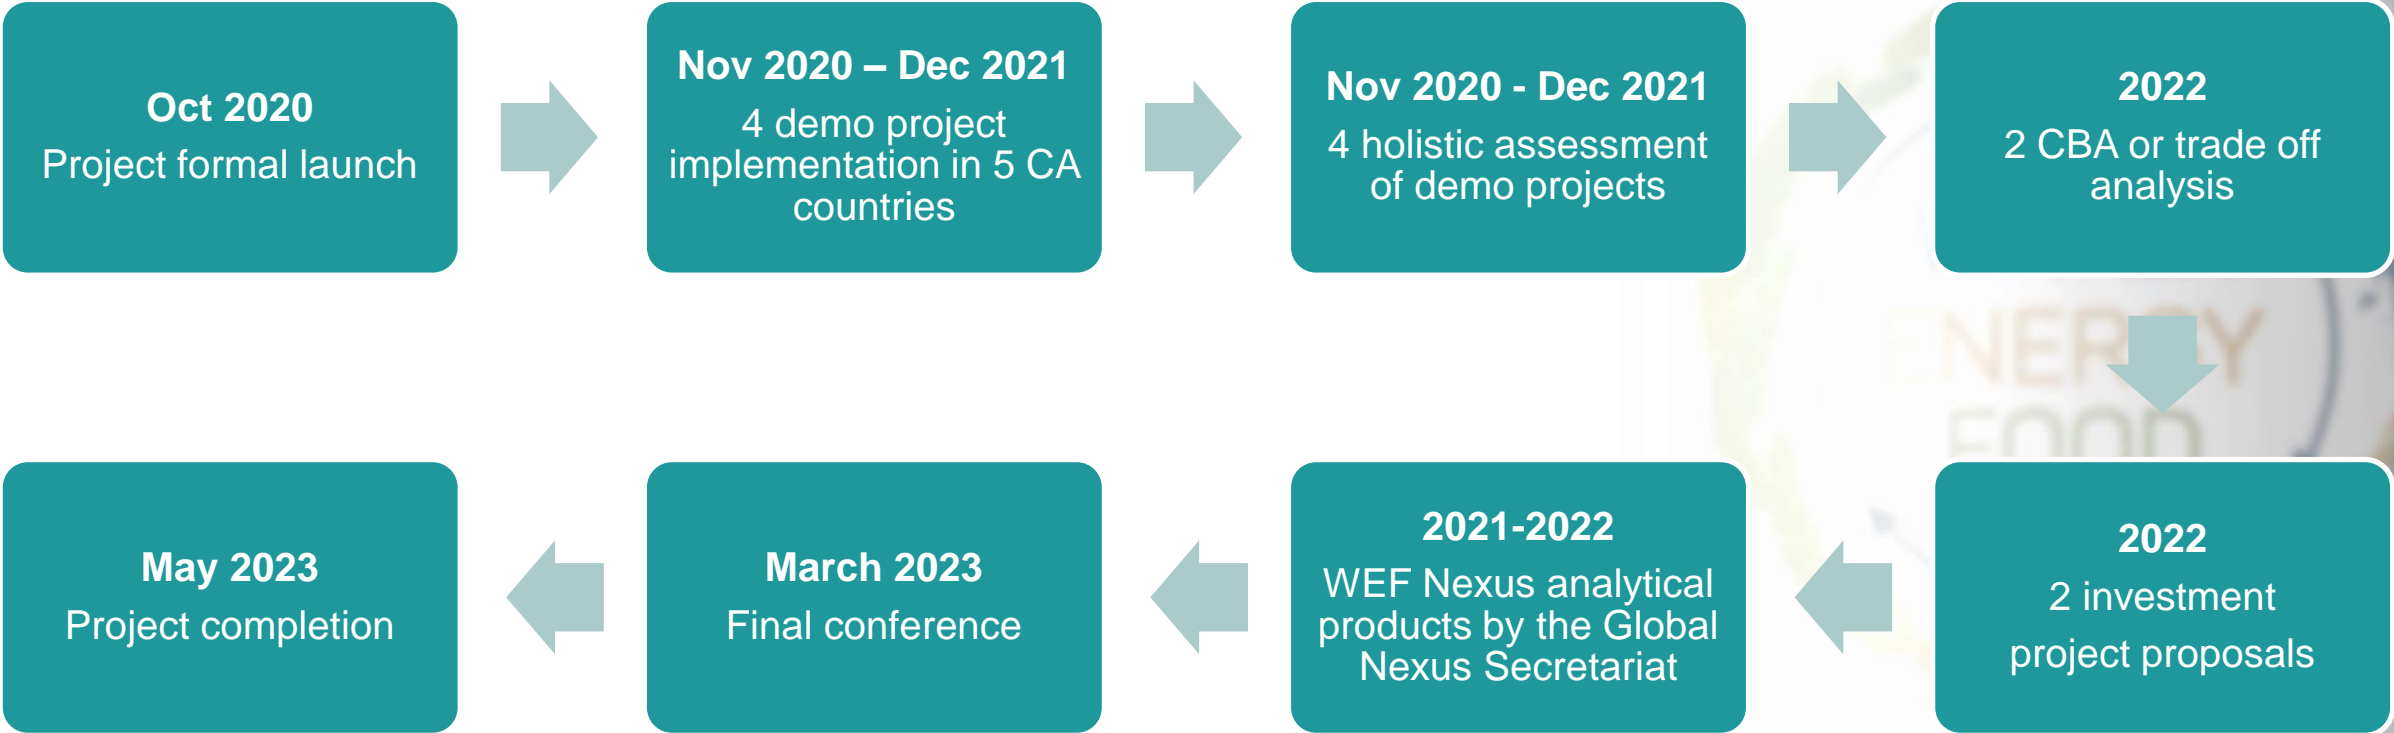 Oct 2020
Project formal launch
Nov 2020 – Dec 2021
4 demo project
implementation in 5 CA
countries
Nov 2020 - Dec 2021
4 holistic assessment
of demo projects
2022
2 CBA or trade off
analysis
ENERGY
FOOD
2022
2 investment
project proposals
2021-2022
WEF Nexus analytical
products by the Global
Nexus Secretariat
March 2023
Final conference
May 2023
Project completion